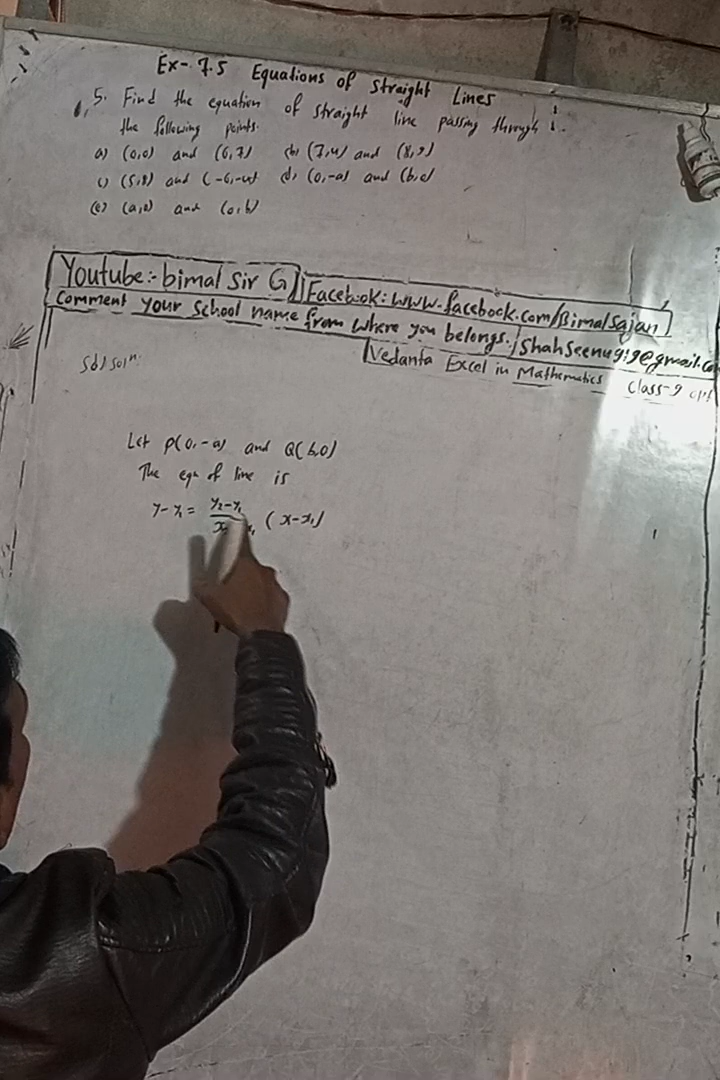 Ex-7.5 Equations of Straight Lines
5. Find the equation of straight line passing through
the following points.
a) (0,0) and (6,7) (b) (7,4) and (8,9)
c) (5,8) and (-6,-4) d) (0,-a) and (b,0)
(e) (a,0) and (0,b)
Youtube:- bimal Sir G Facebook: www.facebook.com/Bimalsajan
Comment your School name from where you belongs. shahseenu919@gmail.co
Vedanta Excel in Mathematics Class-9
5d) solⁿ:
Let P(0,-a) and Q(b,0)
The eqn of line is
y-y₁ = y₂-y₁ (x-x₁)